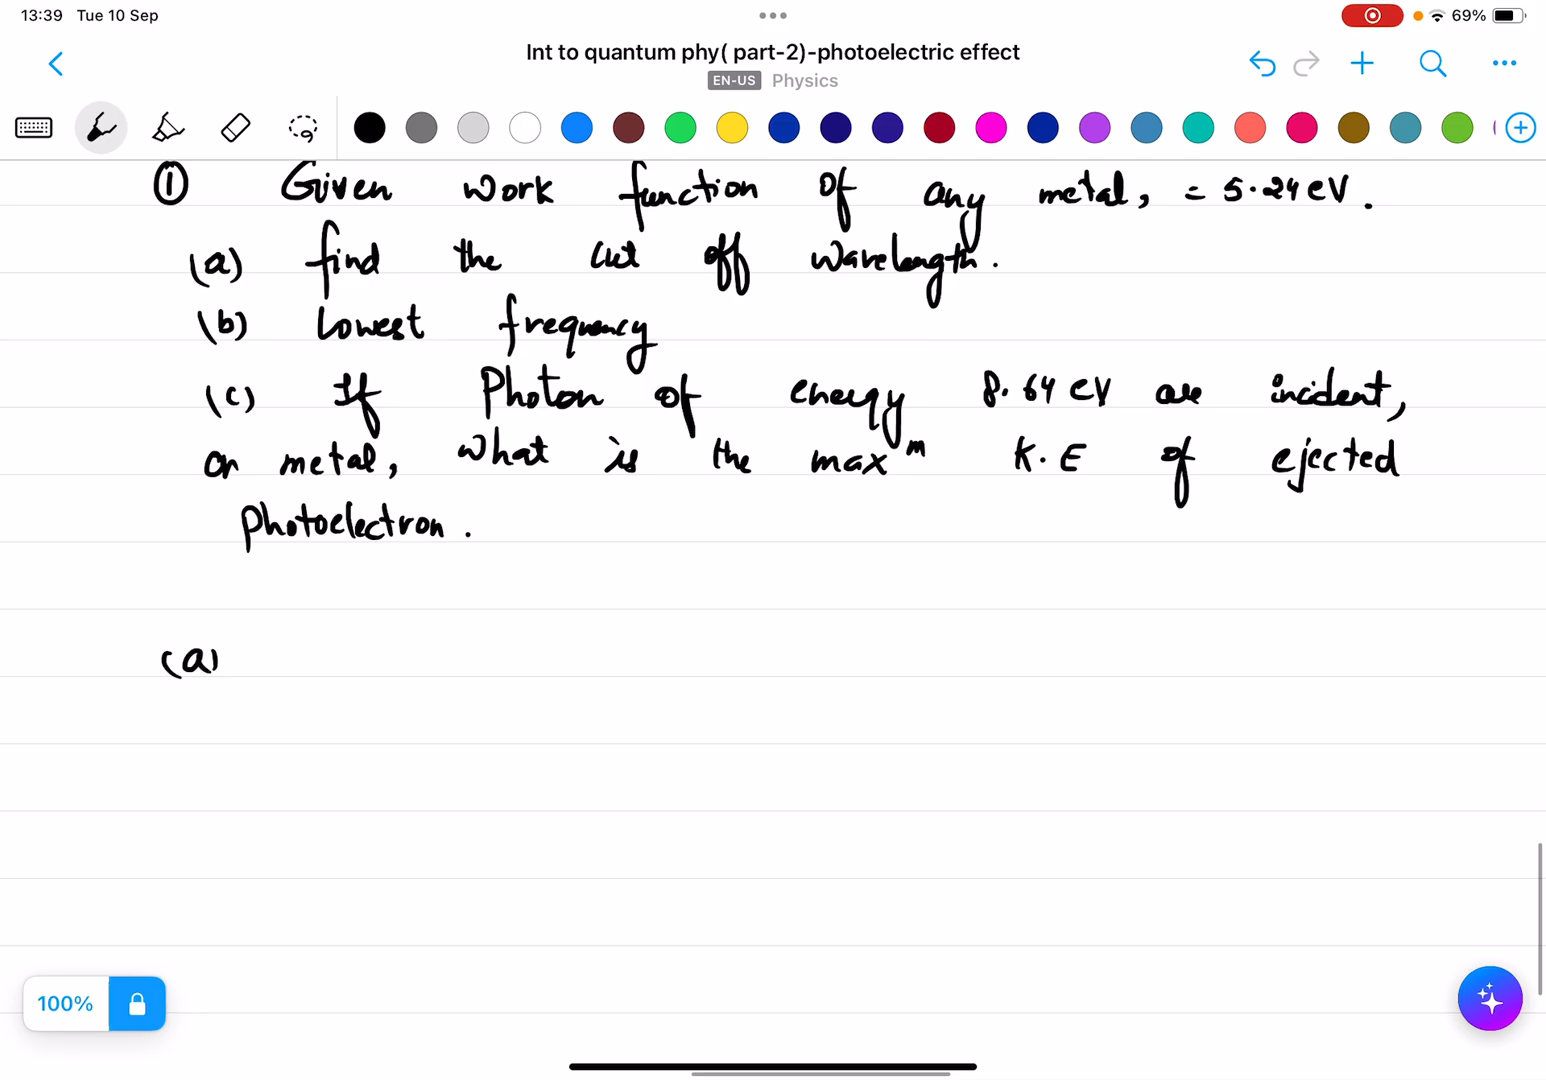 13:39 Tue 10 Sep
69%
Int to quantum phy( part-2)-photoelectric effect
EN-US Physics
① Given work function of any metal, = 5.24 eV.
(a) find the cut off wavelength.
(b) Lowest frequency
(c) If Photon of energy 8.64 eV are incident,
on metal, what is the maxᵐ K.E of ejected
photoelectron.
(a)
100%